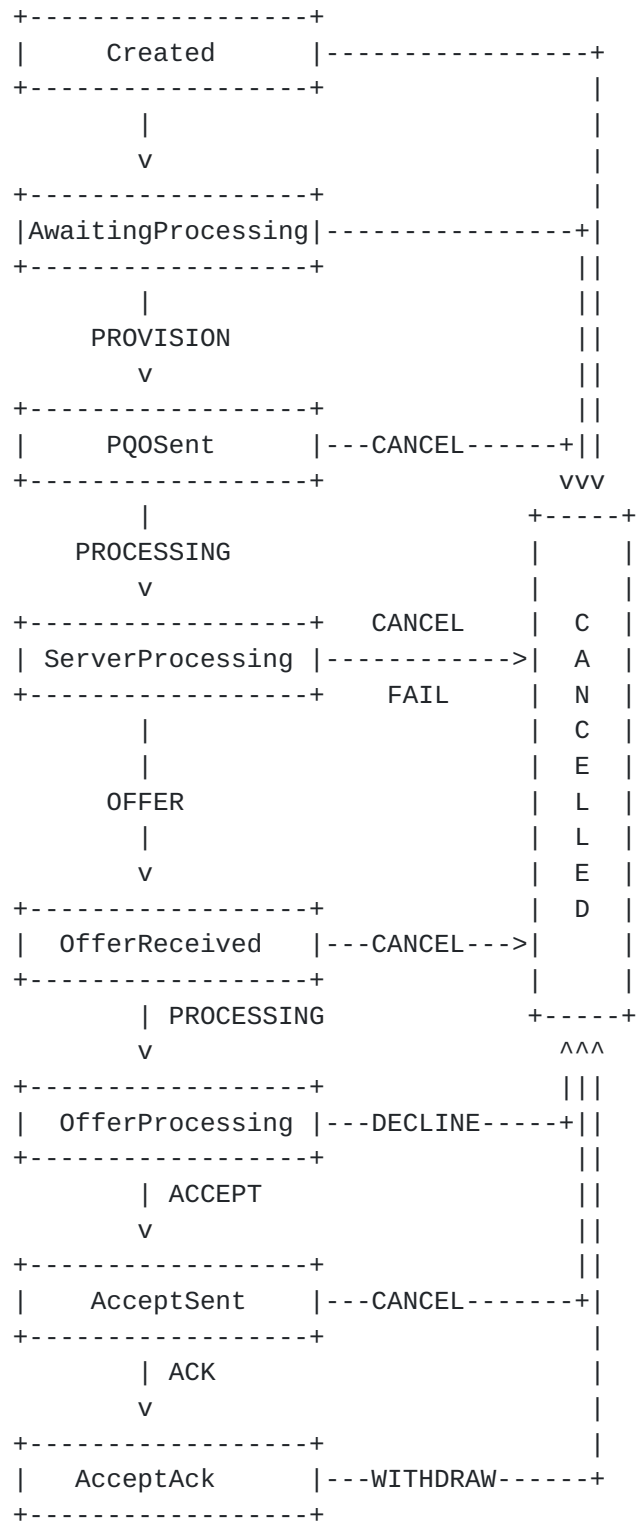 Created
AwaitingProcessing
PROVISION
PQOSent CANCEL
PROCESSING
CANCEL C
ServerProcessing A
FAIL N
C
E
OFFER L
L
E
D
OfferReceived CANCEL
PROCESSING
OfferProcessing DECLINE
ACCEPT
AcceptSent CANCEL
ACK
AcceptAck WITHDRAW